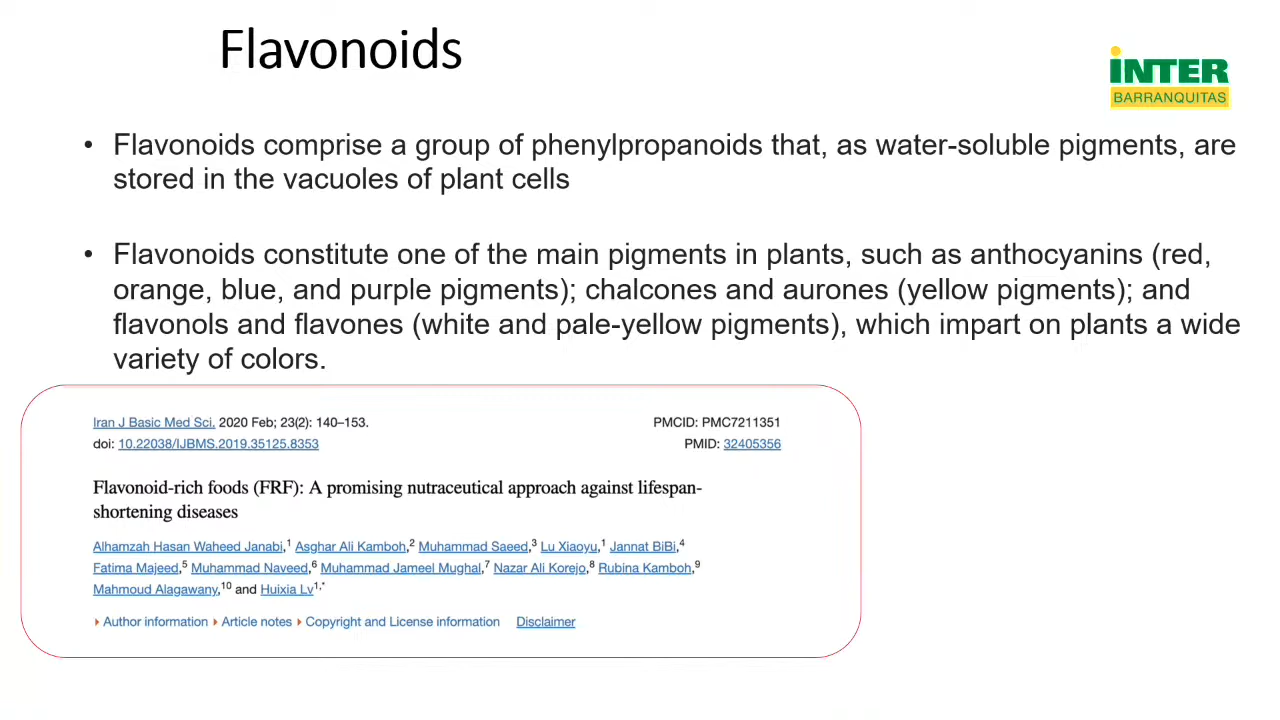 Flavonoids
iNTER
BARRANQUITAS
• Flavonoids comprise a group of phenylpropanoids that, as water-soluble pigments, are
stored in the vacuoles of plant cells
• Flavonoids constitute one of the main pigments in plants, such as anthocyanins (red,
orange, blue, and purple pigments); chalcones and aurones (yellow pigments); and
flavonols and flavones (white and pale-yellow pigments), which impart on plants a wide
variety of colors.
Iran J Basic Med Sci. 2020 Feb; 23(2): 140–153. PMCID: PMC7211351
doi: 10.22038/IJBMS.2019.35125.8353 PMID: 32405356
Flavonoid-rich foods (FRF): A promising nutraceutical approach against lifespan-
shortening diseases
Alhamzah Hasan Waheed Janabi,1 Asghar Ali Kamboh,2 Muhammad Saeed,3 Lu Xiaoyu,1 Jannat BiBi,4
Fatima Majeed,5 Muhammad Naveed,6 Muhammad Jameel Mughal,7 Nazar Ali Korejo,8 Rubina Kamboh,9
Mahmoud Alagawany,10 and Huixia Lv1,*
Author information Article notes Copyright and License information Disclaimer